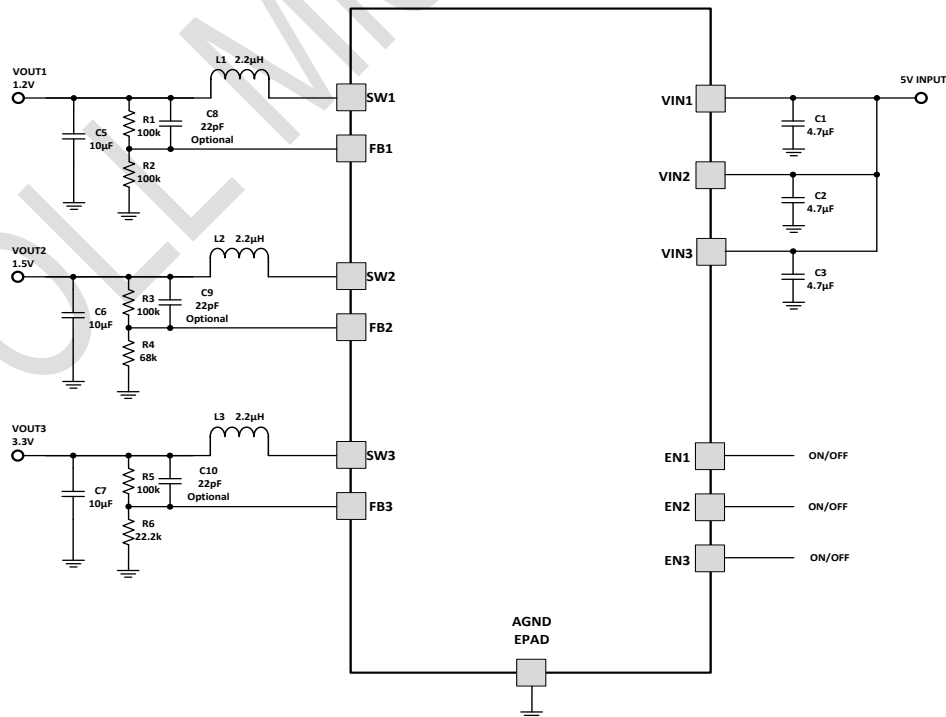 VOUT1
1.2V
L1 2.2µH
SW1
C5
10µF
R1
100k
C8
22pF
Optional
FB1
R2
100k
VOUT2
1.5V
L2 2.2µH
SW2
C6
10µF
R3
100k
C9
22pF
Optional
FB2
R4
68k
VOUT3
3.3V
L3 2.2µH
SW3
C7
10µF
R5
100k
C10
22pF
Optional
FB3
R6
22.2k
AGND
EPAD
VIN1
5V INPUT
C1
4.7µF
VIN2
C2
4.7µF
VIN3
C3
4.7µF
EN1
ON/OFF
EN2
ON/OFF
EN3
ON/OFF